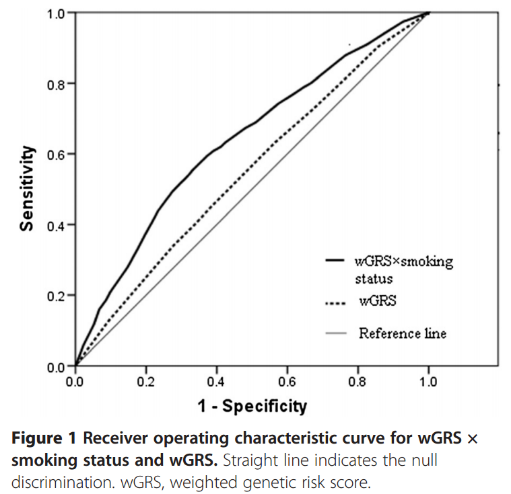 1.0
0.8
0.6
0.4
0.2
0.0
Sensitivity
0.0 0.2 0.4 0.6 0.8 1.0
1 - Specificity
wGRS×smoking
status
wGRS
Reference line
Figure 1 Receiver operating characteristic curve for wGRS ×
smoking status and wGRS. Straight line indicates the null
discrimination. wGRS, weighted genetic risk score.